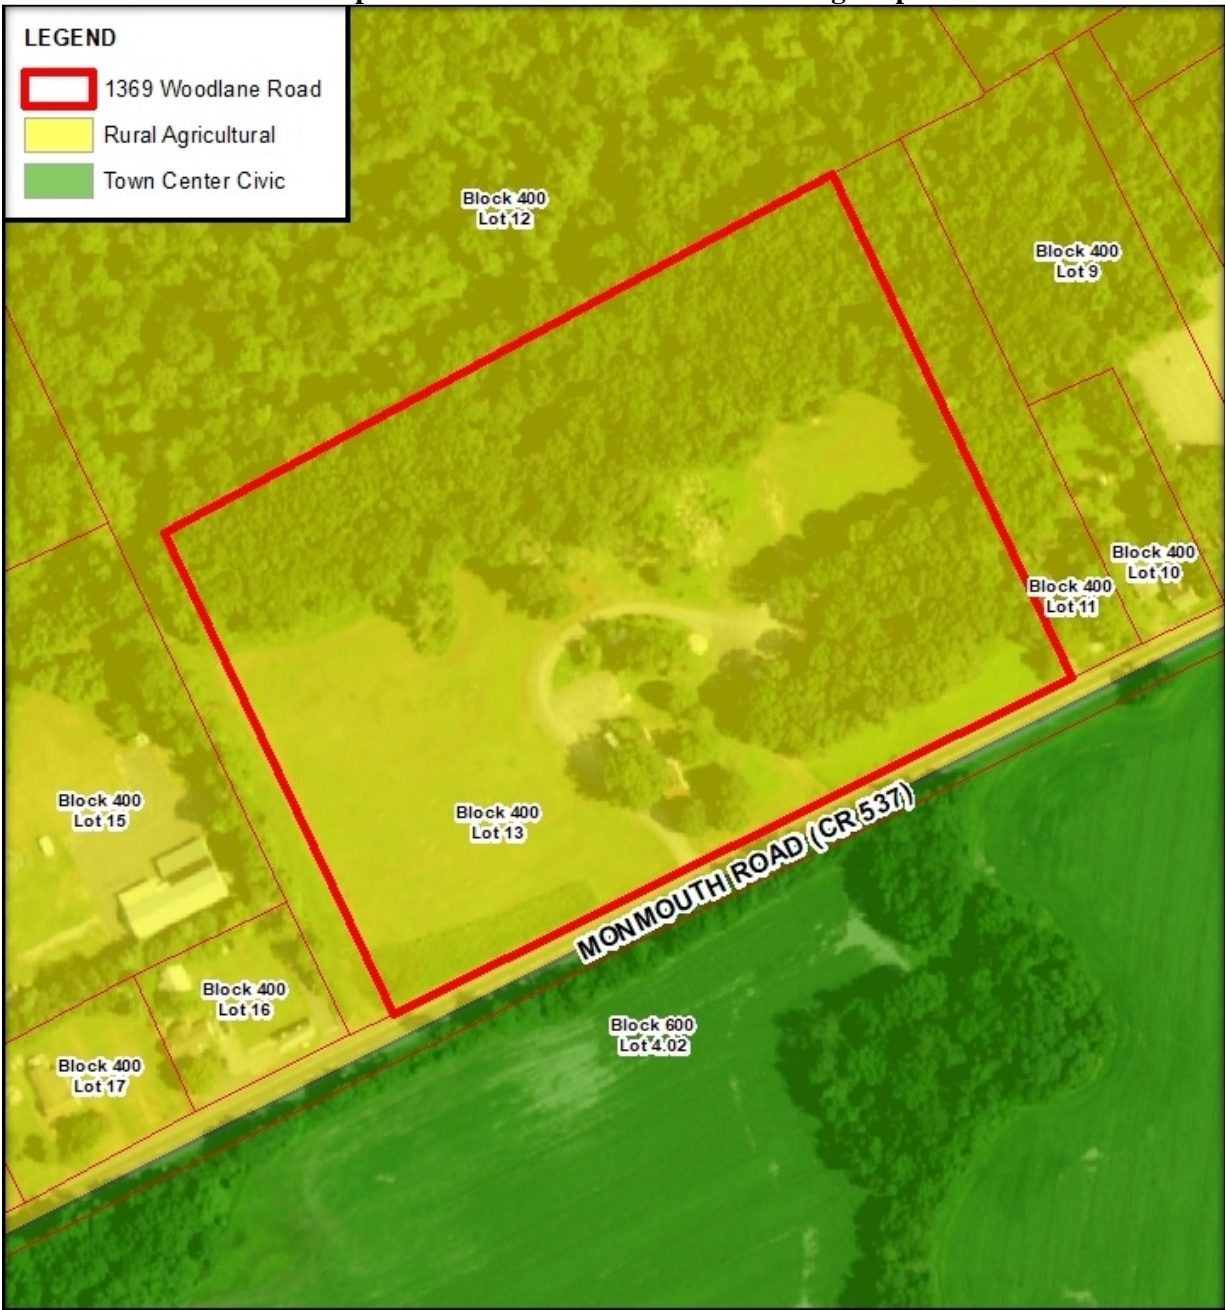 LEGEND
1369 Woodlane Road
Rural Agricultural
Town Center Civic
Block 400
Lot 12
Block 400
Lot 9
Block 400
Lot 10
Block 400
Lot 11
Block 400
Lot 15
Block 400
Lot 13
MONMOUTH ROAD (CR 537)
Block 400
Lot 16
Block 600
Lot 4.02
Block 400
Lot 17